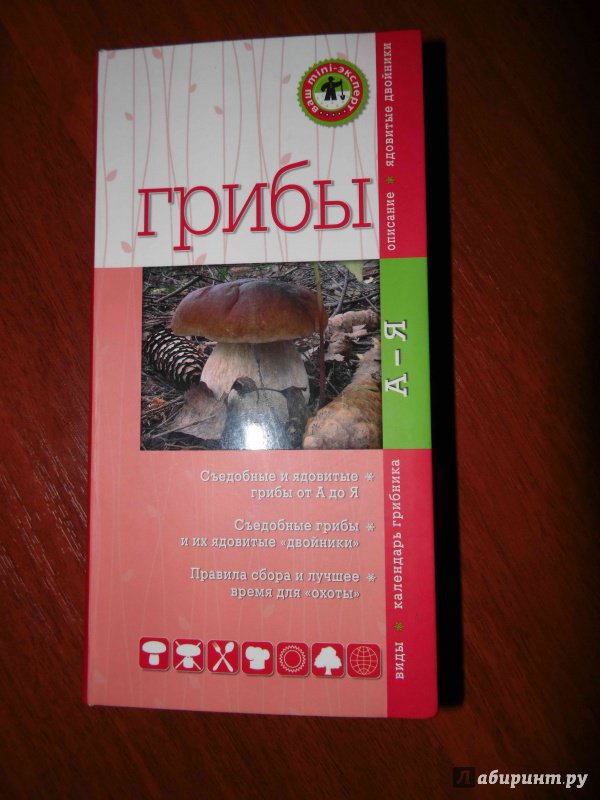 ваш mini-эксперт
грибы
Съедобные и ядовитые *
грибы от А до Я
Съедобные грибы *
и их ядовитые «двойники»
Правила сбора и лучшее *
время для «охоты»
виды * календарь грибника
А – Я
описание * ядовитые двойники
лабиринт.ру